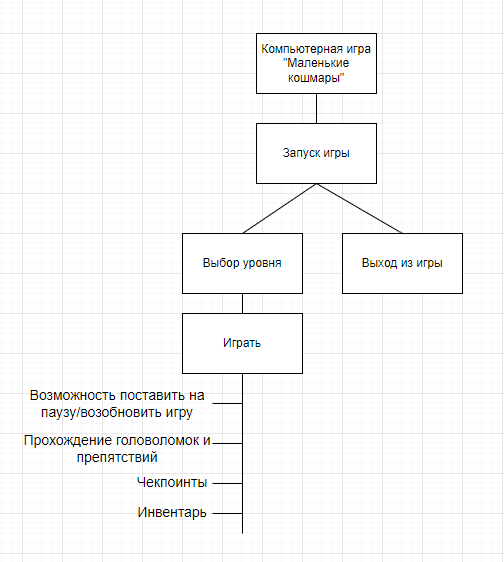 Компьютерная игра
"Маленькие
кошмары"
Запуск игры
Выбор уровня
Выход из игры
Играть
Возможность поставить на
паузу/возобновить игру
Прохождение головоломок и
препятствий
Чекпоинты
Инвентарь